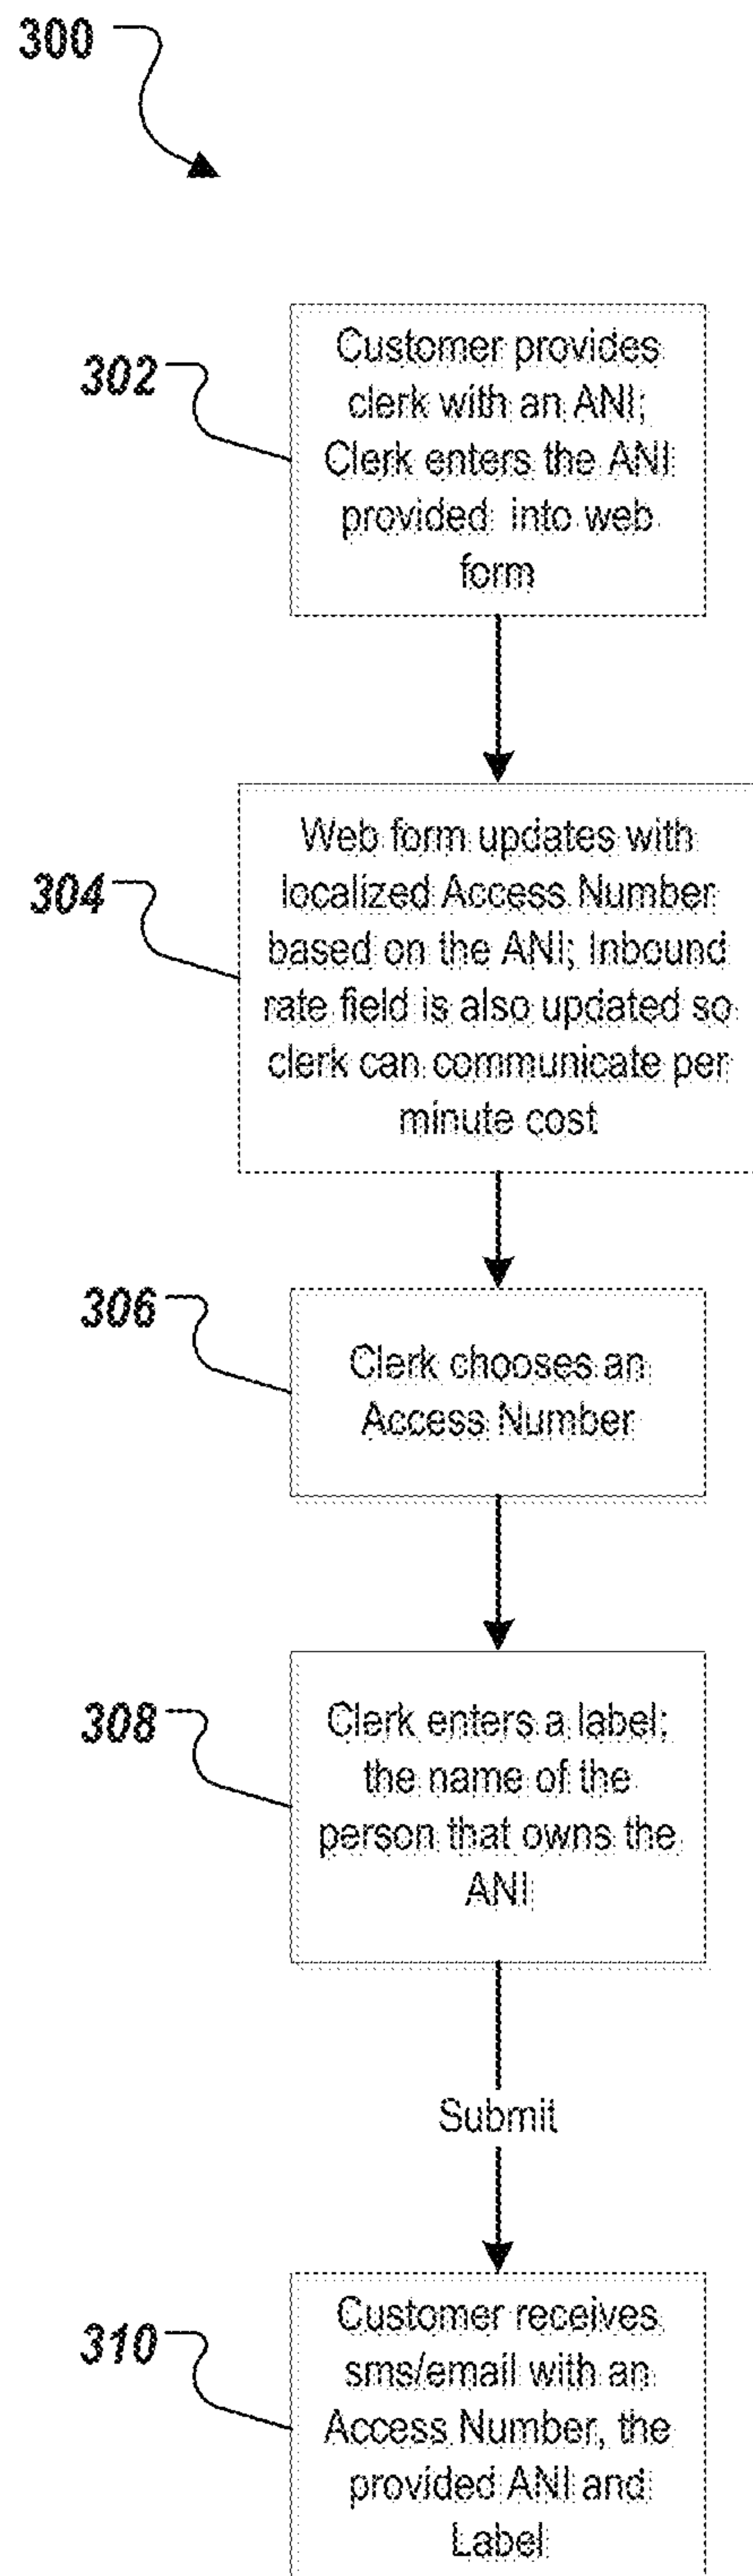 300
302
Customer provides
clerk with an ANI;
Clerk enters the ANI
provided into web
form
304
Web form updates with
localized Access Number
based on the ANI; Inbound
rate field is also updated so
clerk can communicate per
minute cost
306
Clerk chooses an
Access Number
308
Clerk enters a label;
the name of the
person that owns the
ANI
Submit
310
Customer receives
sms/email with an
Access Number, the
provided ANI and
Label